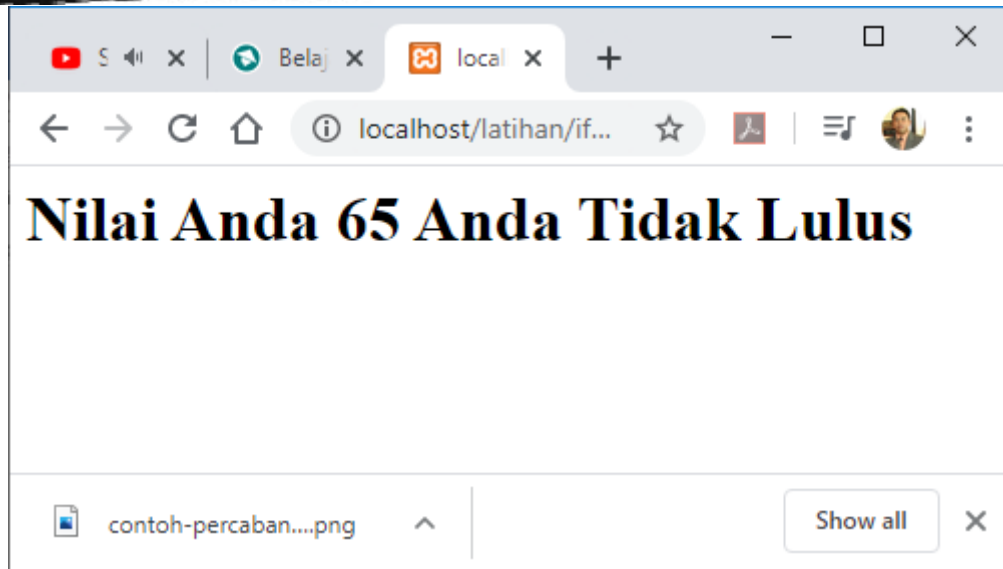 S
Belaj
local
localhost/latihan/if...
Nilai Anda 65 Anda Tidak Lulus
contoh-percaban....png
Show all